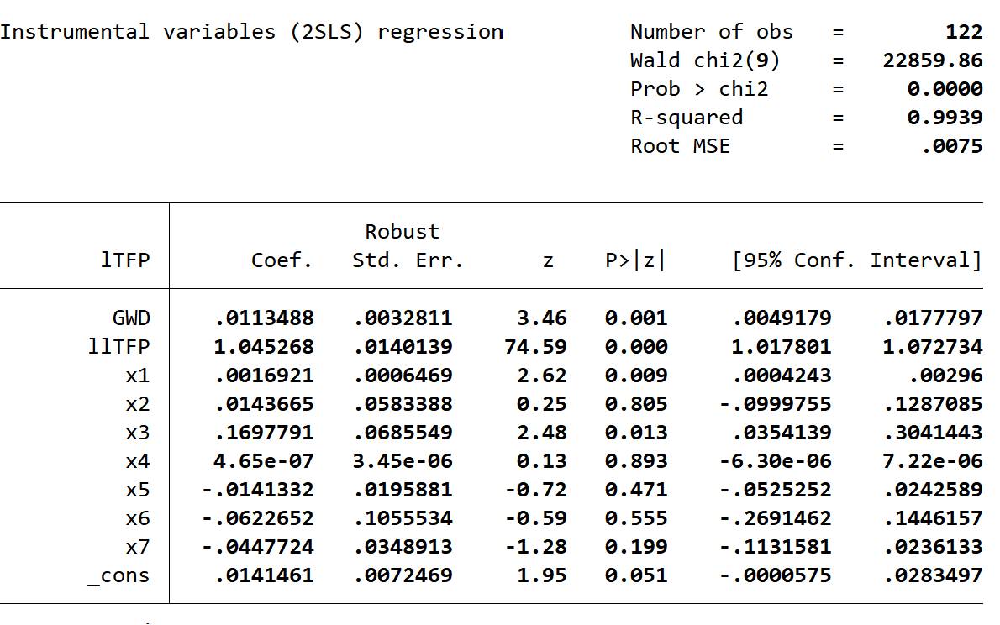 Instrumental variables (2SLS) regression Number of obs = 122
Wald chi2(9) = 22859.86
Prob > chi2 = 0.0000
R-squared = 0.9939
Root MSE = .0075
Robust
lTFP Coef. Std. Err. z P>|z| [95% Conf. Interval]
GWD .0113488 .0032811 3.46 0.001 .0049179 .0177797
llTFP 1.045268 .0140139 74.59 0.000 1.017801 1.072734
x1 .0016921 .0006469 2.62 0.009 .0004243 .00296
x2 .0143665 .0583388 0.25 0.805 -.0999755 .1287085
x3 .1697791 .0685549 2.48 0.013 .0354139 .3041443
x4 4.65e-07 3.45e-06 0.13 0.893 -6.30e-06 7.22e-06
x5 -.0141332 .0195881 -0.72 0.471 -.0525252 .0242589
x6 -.0622652 .1055534 -0.59 0.555 -.2691462 .1446157
x7 -.0447724 .0348913 -1.28 0.199 -.1131581 .0236133
_cons .0141461 .0072469 1.95 0.051 -.0000575 .0283497